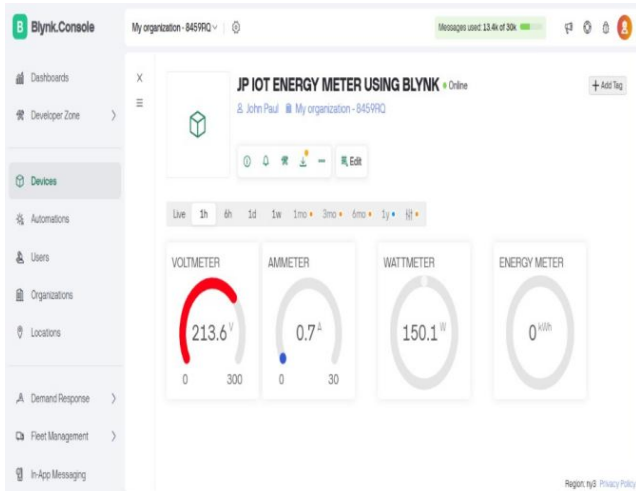 B Blynk.Console
My organization - 8459RQ
Messages used: 13.4k of 30k
Dashboards
Developer Zone
Devices
Automations
Users
Organizations
Locations
Demand Response
Fleet Management
In-App Messaging
X
JP IOT ENERGY METER USING BLYNK Online
Add Tag
John Paul My organization - 8459RQ
Edit
Live 1h 6h 1d 1w 1mo 3mo 6mo 1y
VOLTMETER
213.6 V
0 300
AMMETER
0.7 A
0 30
WATTMETER
150.1 W
ENERGY METER
0 kWh
Region: ny3 Privacy Policy